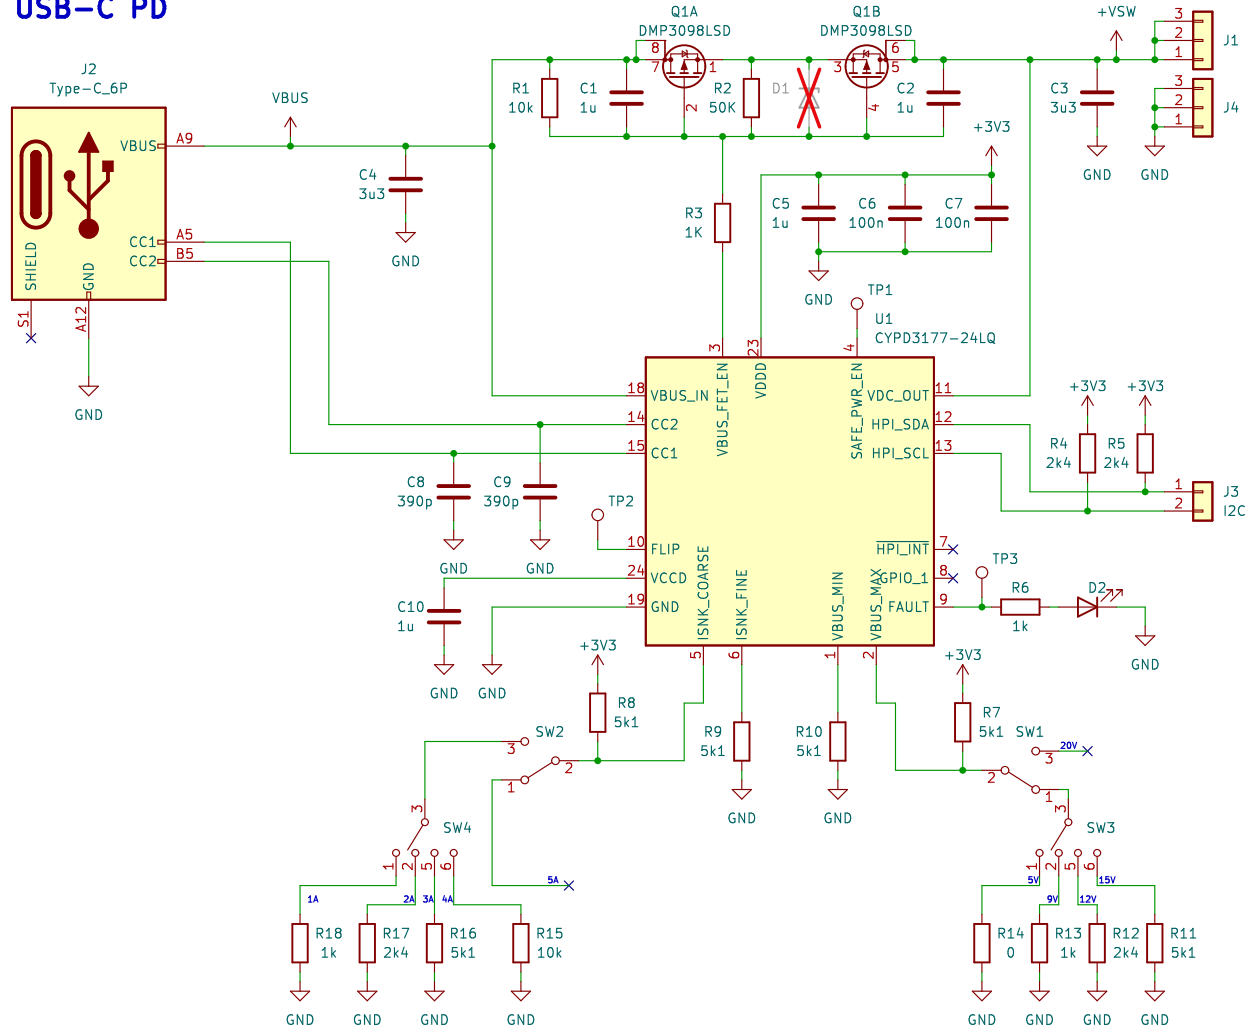 USB-C PD
Q1A
DMP3098LSD
Q1B
DMP3098LSD
+VSW
8
7
1
2
6
3
5
4
3
2
1
J1
J2
Type-C_6P
VBUS
R1
10k
C1
1u
R2
50K
D1
C2
1u
C3
3u3
3
2
1
J4
VBUS
A9
+3V3
GND
GND
C4
3u3
GND
CC1
A5
CC2
B5
SHIELD
GND
S1
A12
GND
R3
1K
C5
1u
C6
100n
C7
100n
GND
TP1
U1
CYPD3177-24LQ
3
23
4
VBUS_FET_EN
VDDD
SAFE_PWR_EN
18
VBUS_IN
VDC_OUT
11
14
CC2
HPI_SDA
12
15
CC1
HPI_SCL
13
+3V3
+3V3
R4
2k4
R5
2k4
C8
390p
C9
390p
GND
GND
1
2
J3
I2C
TP2
10
FLIP
HPI_INT
7
24
VCCD
GPIO_1
8
19
GND
FAULT
9
ISNK_COARSE
ISNK_FINE
VBUS_MIN
VBUS_MAX
5
6
1
2
TP3
R6
1k
D2
GND
C10
1u
GND
GND
+3V3
R8
5k1
R9
5k1
GND
R10
5k1
GND
+3V3
R7
5k1
SW2
3
2
1
SW1
20V
3
2
1
SW4
3
1
2
5
6
SW3
3
1
2
5
6
1A
2A
3A
4A
5A
5V
9V
12V
15V
R18
1k
R17
2k4
R16
5k1
R15
10k
R14
0
R13
1k
R12
2k4
R11
5k1
GND
GND
GND
GND
GND
GND
GND
GND